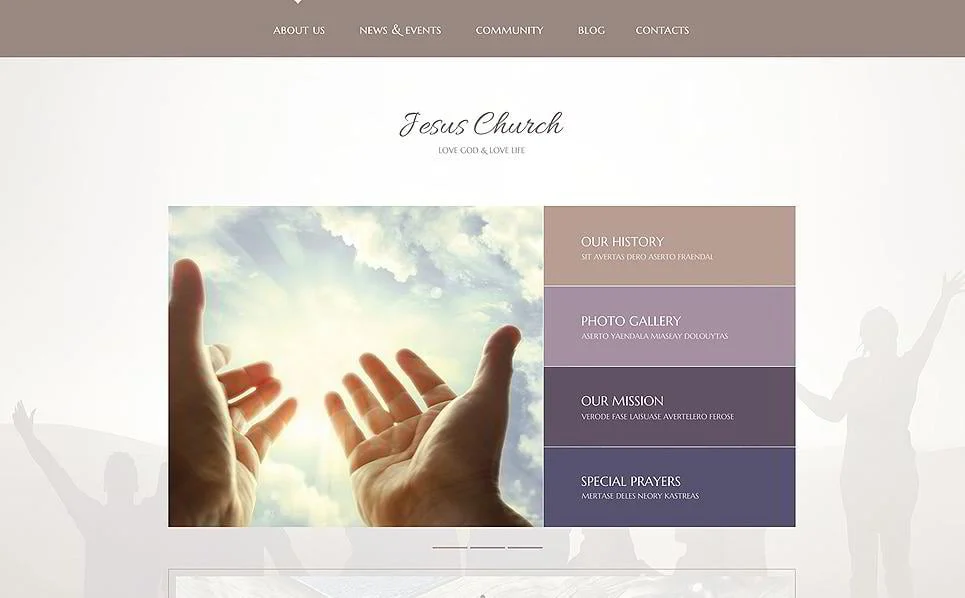 ABOUT US NEWS & EVENTS COMMUNITY BLOG CONTACTS
Jesus Church
LOVE GOD & LOVE LIFE
OUR HISTORY
SIT AVERTAS DERO ASERTO FRAENDAL
PHOTO GALLERY
ASERTO YAENDALA MIASEAY DOLOUYTAS
OUR MISSION
VERODE FASE LAISUASE AVERTELERO FEROSE
SPECIAL PRAYERS
MERTASE DELES NEORY KASTREAS